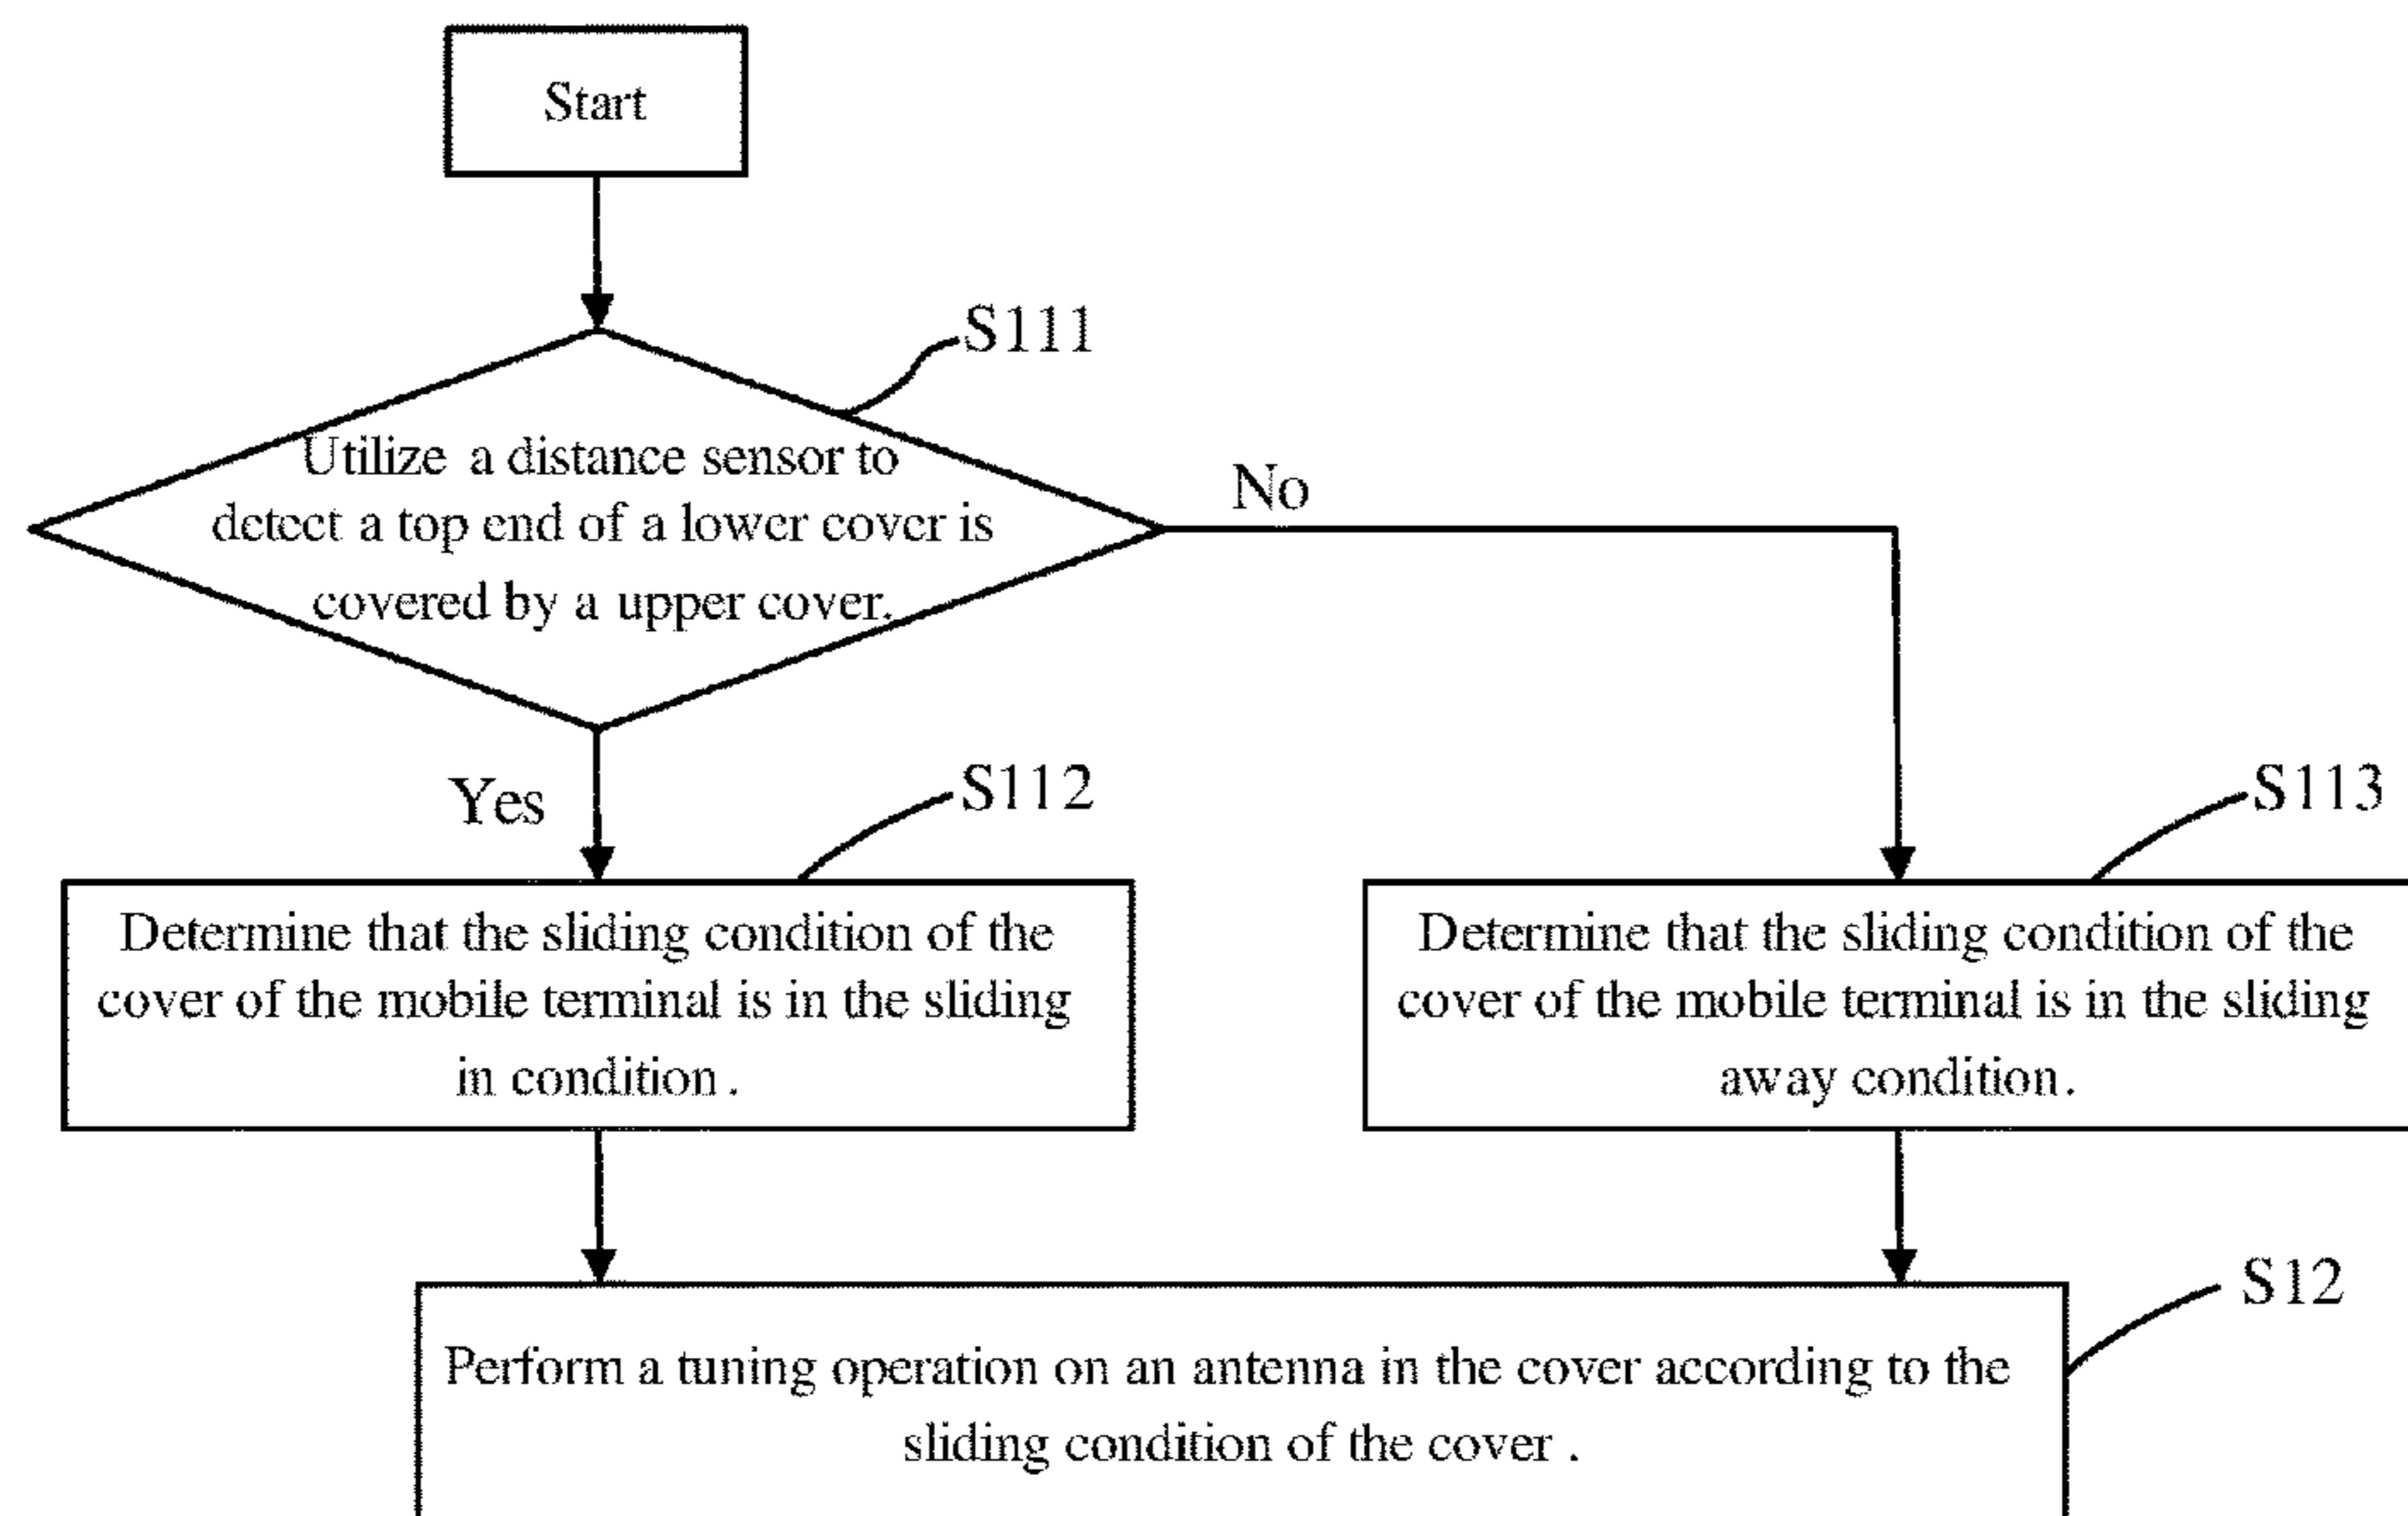 Start
S111
Utilize a distance sensor to
detect a top end of a lower cover is
covered by a upper cover.
No
Yes
S112
S113
Determine that the sliding condition of the
cover of the mobile terminal is in the sliding
in condition.
Determine that the sliding condition of the
cover of the mobile terminal is in the sliding
away condition.
S12
Perform a tuning operation on an antenna in the cover according to the
sliding condition of the cover .